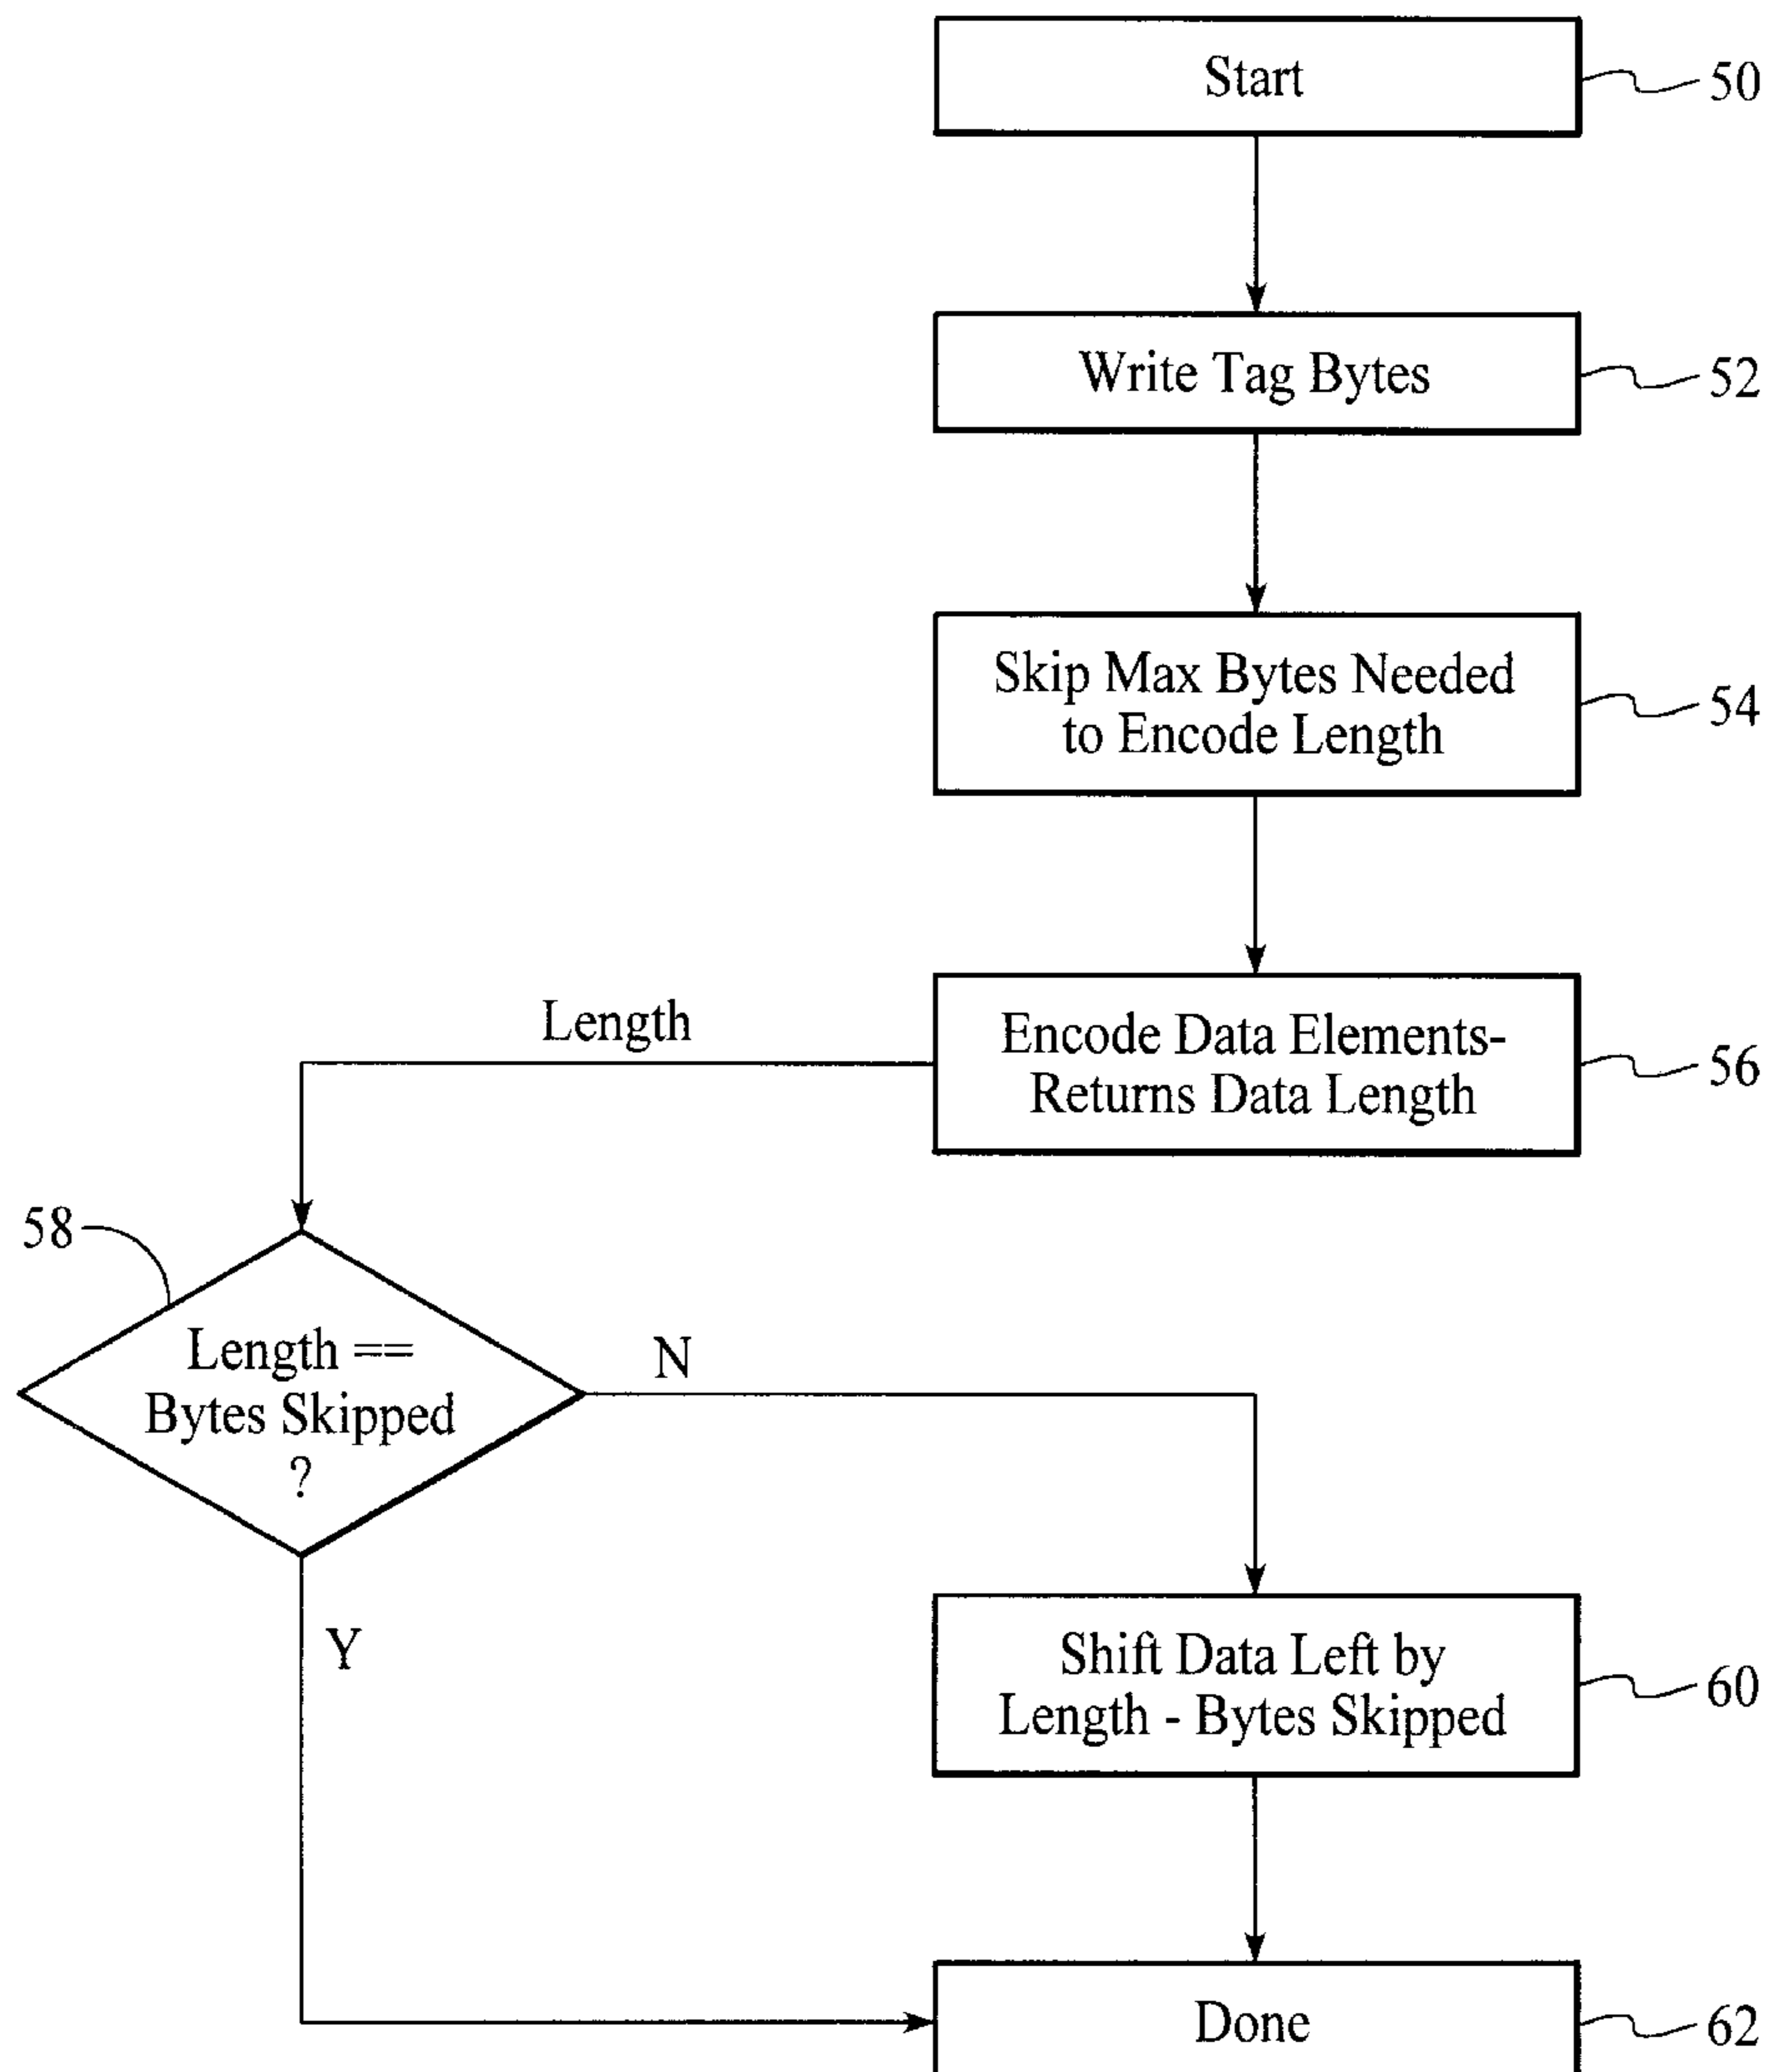 Start
50
Write Tag Bytes
52
Skip Max Bytes Needed
to Encode Length
54
Encode Data Elements-
Returns Data Length
56
Length
58
Length ==
Bytes Skipped
?
N
Y
Shift Data Left by
Length - Bytes Skipped
60
Done
62